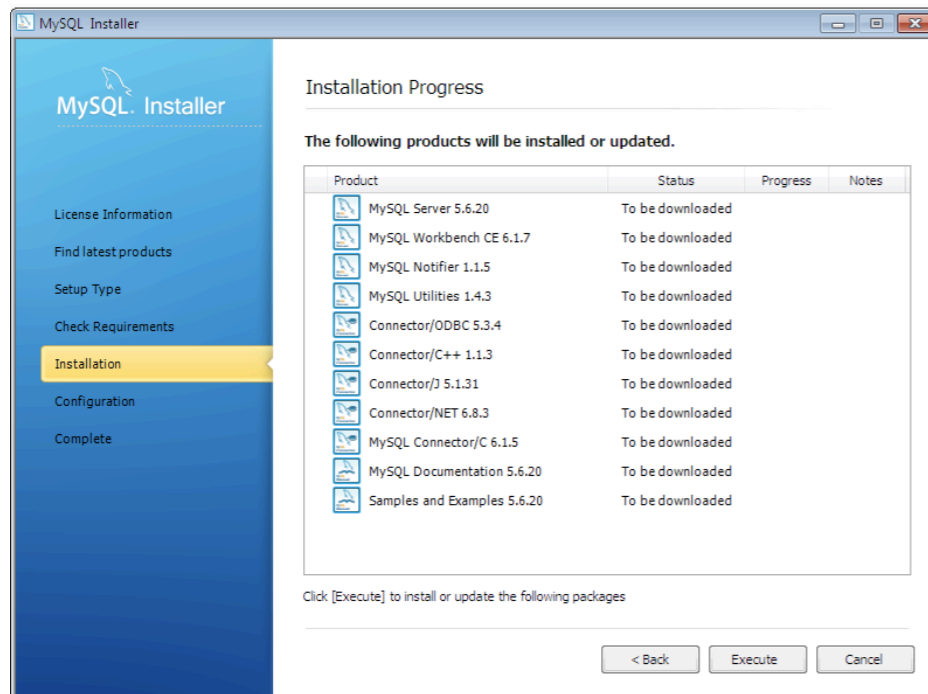 MySQL Installer
MySQL. Installer
License Information
Find latest products
Setup Type
Check Requirements
Installation
Configuration
Complete
Installation Progress
The following products will be installed or updated.
Product Status Progress Notes
MySQL Server 5.6.20 To be downloaded
MySQL Workbench CE 6.1.7 To be downloaded
MySQL Notifier 1.1.5 To be downloaded
MySQL Utilities 1.4.3 To be downloaded
Connector/ODBC 5.3.4 To be downloaded
Connector/C++ 1.1.3 To be downloaded
Connector/J 5.1.31 To be downloaded
Connector/NET 6.8.3 To be downloaded
MySQL Connector/C 6.1.5 To be downloaded
MySQL Documentation 5.6.20 To be downloaded
Samples and Examples 5.6.20 To be downloaded
Click [Execute] to install or update the following packages
< Back Execute Cancel